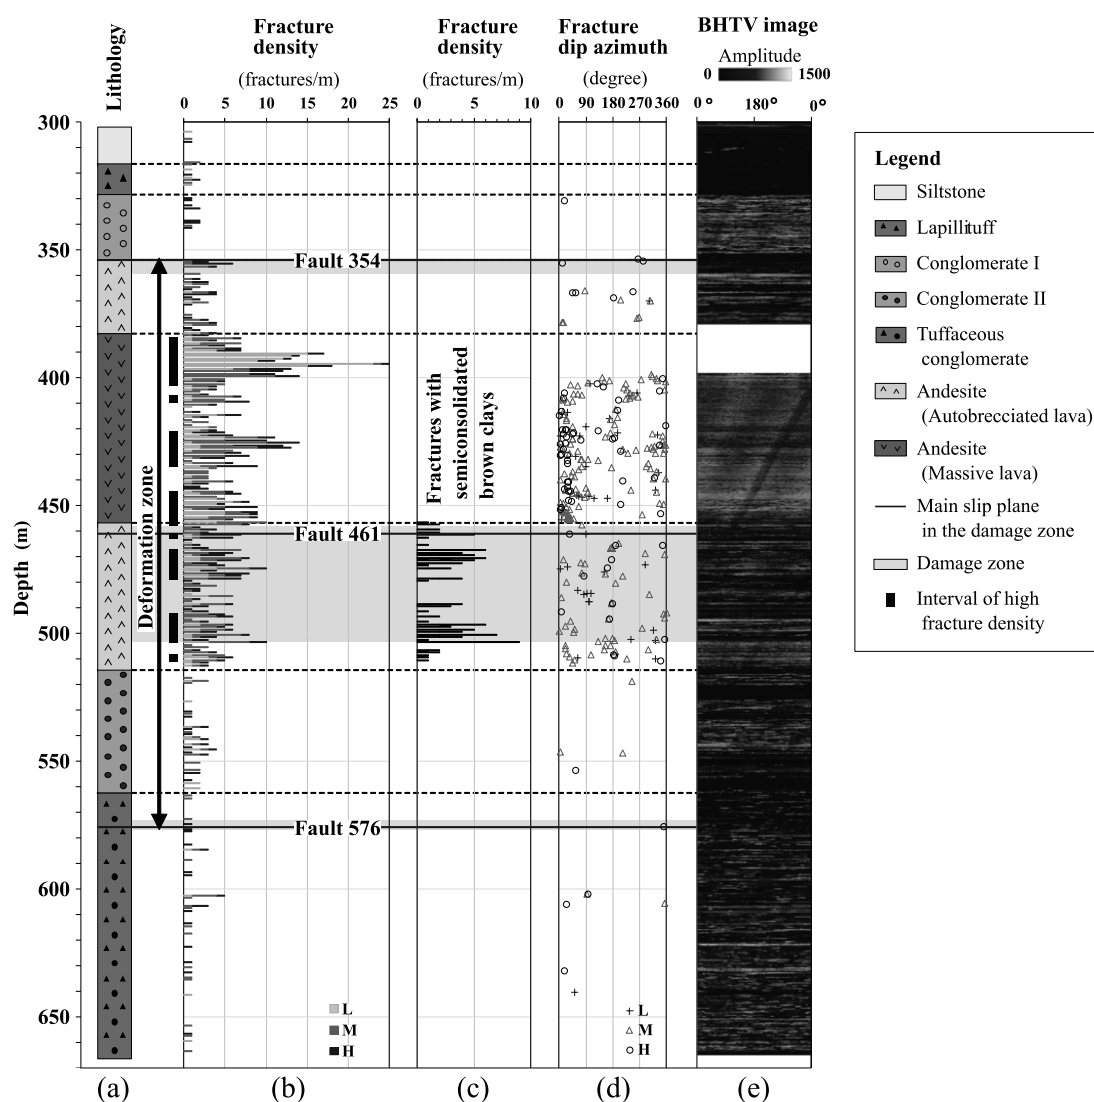 Lithology
Fracture
density
(fractures/m)
0 5 10 15 20 25
Fracture
density
(fractures/m)
0 5 10
Fracture
dip azimuth
(degree)
0 90 180 270 360
BHTV image
Amplitude
0 1500
0° 180° 0°
Depth (m)
300
350
400
450
500
550
600
650
Deformation zone
Fault 354
Fractures with
semiconsolidated
brown clays
Fault 461
Fault 576
L
M
H
L
M
H
(a) (b) (c) (d) (e)
Legend
Siltstone
Lapillituff
Conglomerate I
Conglomerate II
Tuffaceous
conglomerate
Andesite
(Autobrecciated lava)
Andesite
(Massive lava)
Main slip plane
in the damage zone
Damage zone
Interval of high
fracture density